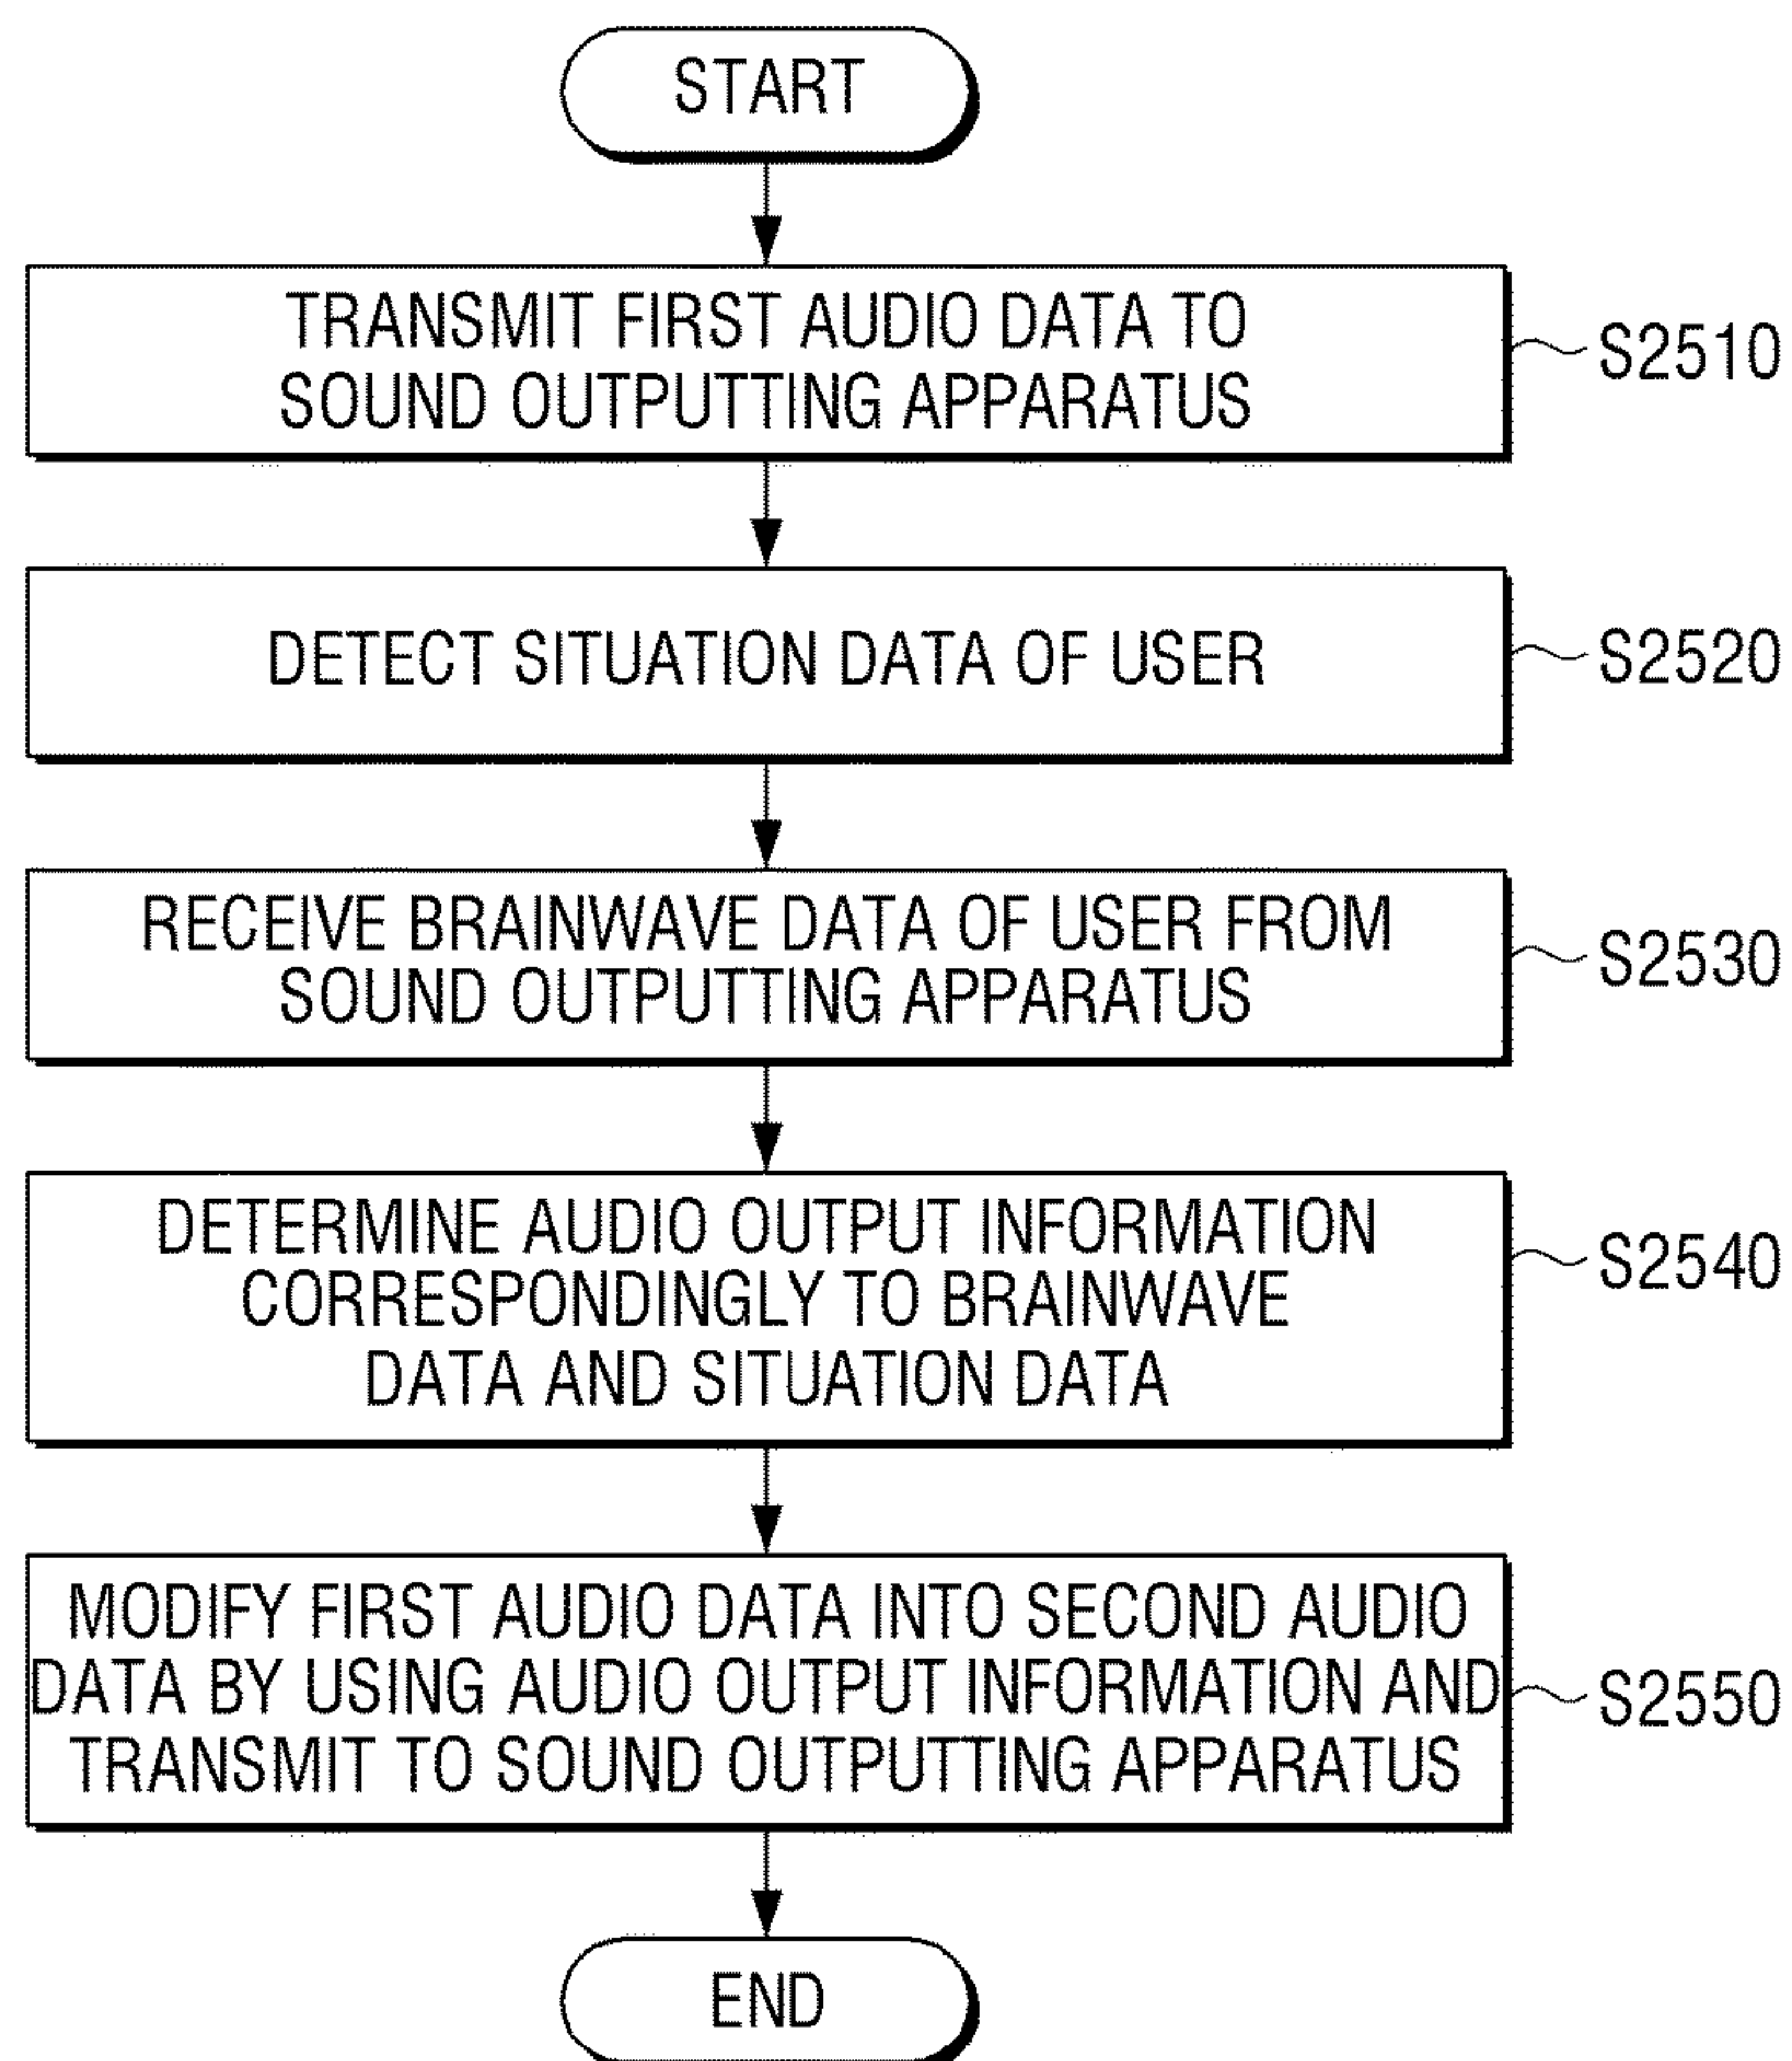 START
TRANSMIT FIRST AUDIO DATA TO
SOUND OUTPUTTING APPARATUS
S2510
DETECT SITUATION DATA OF USER
S2520
RECEIVE BRAINWAVE DATA OF USER FROM
SOUND OUTPUTTING APPARATUS
S2530
DETERMINE AUDIO OUTPUT INFORMATION
CORRESPONDINGLY TO BRAINWAVE
DATA AND SITUATION DATA
S2540
MODIFY FIRST AUDIO DATA INTO SECOND AUDIO
DATA BY USING AUDIO OUTPUT INFORMATION AND
TRANSMIT TO SOUND OUTPUTTING APPARATUS
S2550
END